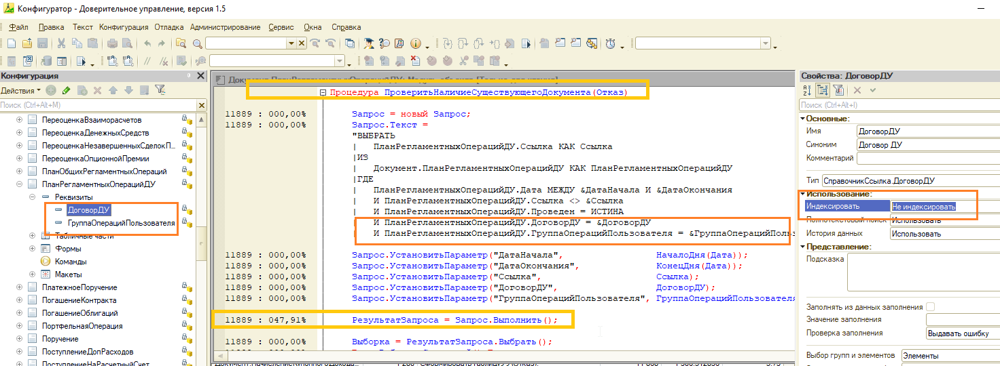 Конфигуратор - Доверительное управление, версия 1.5
Файл Правка Текст Конфигурация Отладка Администрирование Сервис Окна Справка
Конфигурация
Действия
Поиск (Ctrl+Alt+M)
ПереоценкаВзаиморасчетов
ПереоценкаДенежныхСредств
ПереоценкаНезавершенныхСделокП...
ПереоценкаОпционнойПремии
ПланОбщихРегламентныхОпераций
ПланРегламентныхОперацийДУ
Реквизиты
ДоговорДУ
ГруппаОперацийПользователя
Табличные части
Формы
Команды
Макеты
ПлатежноеПоручение
ПогашениеКонтракта
ПогашениеОблигаций
ПортфельнаяОперация
Поручение
ПоступлениеДопРасходов
ПоступлениеНаРасчетныйСчет
Процедура ПроверитьНаличиеСуществующегоДокумента(Отказ)
11889 : 000,00% Запрос = новый Запрос;
11889 : 000,00% Запрос.Текст =
"ВЫБРАТЬ
| ПланРегламентныхОперацийДУ.Ссылка КАК Ссылка
|ИЗ
| Документ.ПланРегламентныхОперацийДУ КАК ПланРегламентныхОперацийДУ
|ГДЕ
| ПланРегламентныхОперацийДУ.Дата МЕЖДУ &ДатаНачала И &ДатаОкончания
| И ПланРегламентныхОперацийДУ.Ссылка <> &Ссылка
| И ПланРегламентныхОперацийДУ.Проведен = ИСТИНА
| И ПланРегламентныхОперацийДУ.ДоговорДУ = &ДоговорДУ
| И ПланРегламентныхОперацийДУ.ГруппаОперацийПользователя = &ГруппаОперацийПольз
11889 : 000,00% Запрос.УстановитьПараметр("ДатаНачала", НачалоДня(Дата));
11889 : 000,00% Запрос.УстановитьПараметр("ДатаОкончания", КонецДня(Дата));
11889 : 000,00% Запрос.УстановитьПараметр("Ссылка", Ссылка);
11889 : 000,00% Запрос.УстановитьПараметр("ДоговорДУ", ДоговорДУ);
11889 : 000,00% Запрос.УстановитьПараметр("ГруппаОперацийПользователя", ГруппаОперацийПользователя
11889 : 047,91% РезультатЗапроса = Запрос.Выполнить();
11889 : 000,00% Выборка = РезультатЗапроса.Выбрать();
Свойства: ДоговорДУ
Поиск (Ctrl+Alt+I)
Основные:
Имя ДоговорДУ
Синоним Договор ДУ
Комментарий
Тип СправочникСсылка.ДоговорДУ
Использование:
Индексировать Не индексировать
Полнотекстовый поиск Использовать
История данных Использовать
Представление:
Подсказка
Заполнять из данных заполнения
Значение заполнения
Проверка заполнения Выдавать ошибку
Выбор групп и элементов Элементы